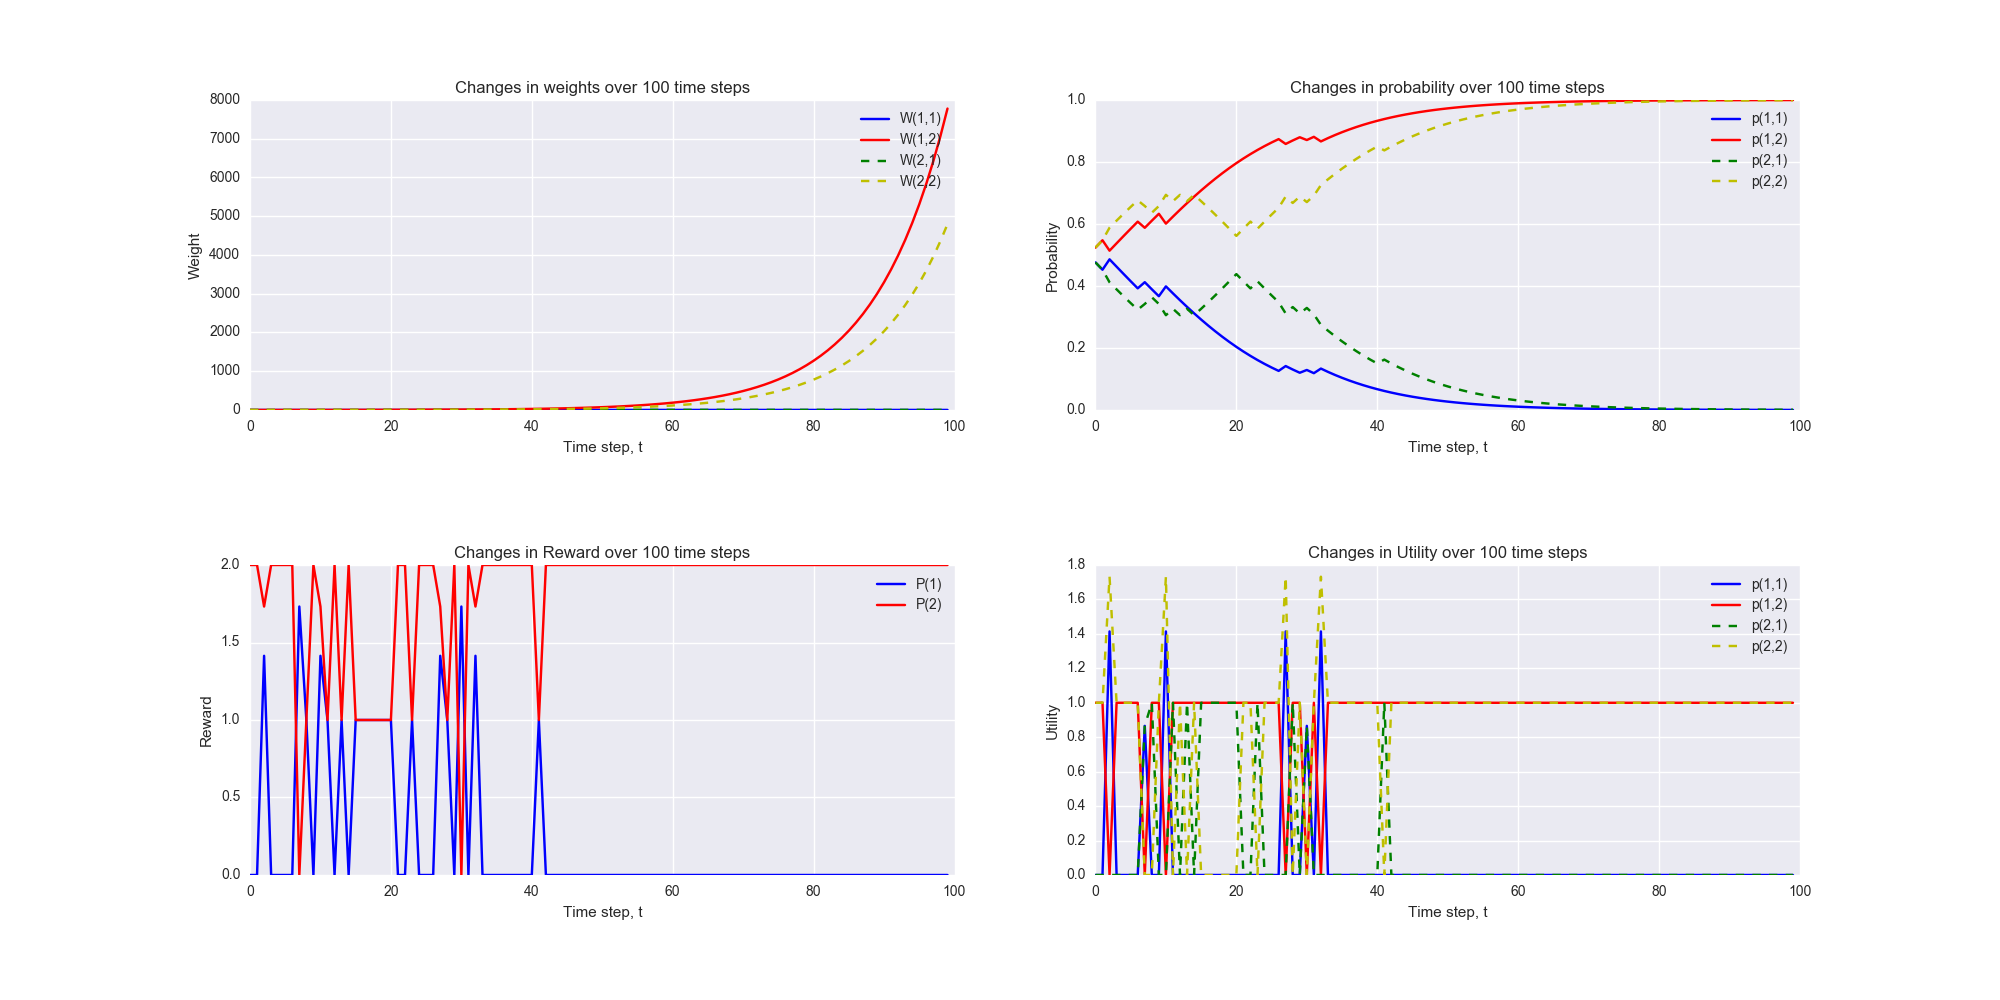 Changes in weights over 100 time steps
8000
7000
6000
5000
4000
3000
2000
1000
0
Weight
W(1,1)
W(1,2)
W(2,1)
W(2,2)
0 20 40 60 80 100
Time step, t
Changes in probability over 100 time steps
1.0
0.8
0.6
0.4
0.2
0.0
Probability
p(1,1)
p(1,2)
p(2,1)
p(2,2)
0 20 40 60 80 100
Time step, t
Changes in Reward over 100 time steps
2.0
1.5
1.0
0.5
0.0
Reward
P(1)
P(2)
0 20 40 60 80 100
Time step, t
Changes in Utility over 100 time steps
1.8
1.6
1.4
1.2
1.0
0.8
0.6
0.4
0.2
0.0
Utility
p(1,1)
p(1,2)
p(2,1)
p(2,2)
0 20 40 60 80 100
Time step, t